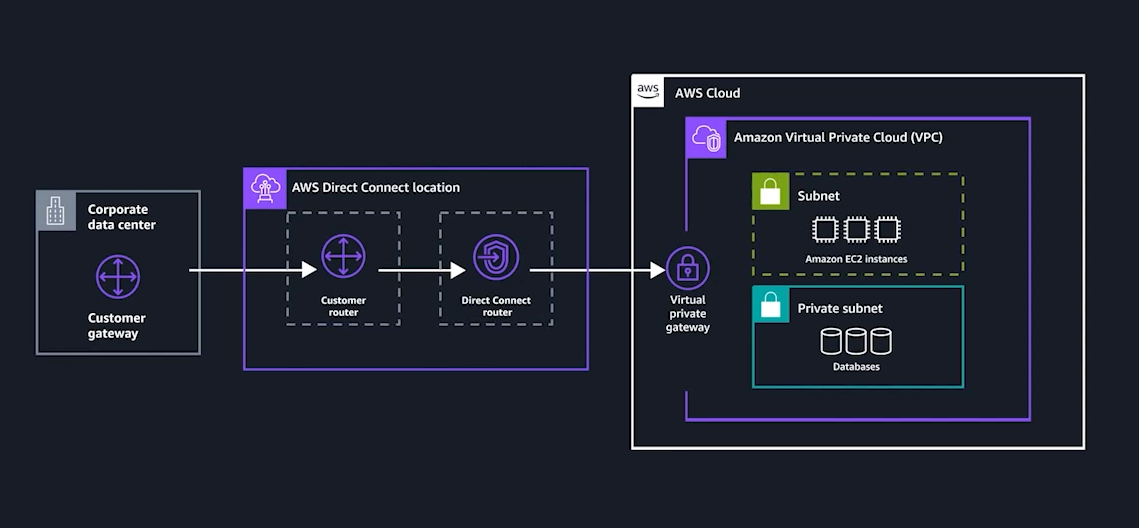 Corporate
data center
Customer
gateway
AWS Direct Connect location
Customer
router
Direct Connect
router
aws
AWS Cloud
Amazon Virtual Private Cloud (VPC)
Virtual
private
gateway
Subnet
Amazon EC2 instances
Private subnet
Databases